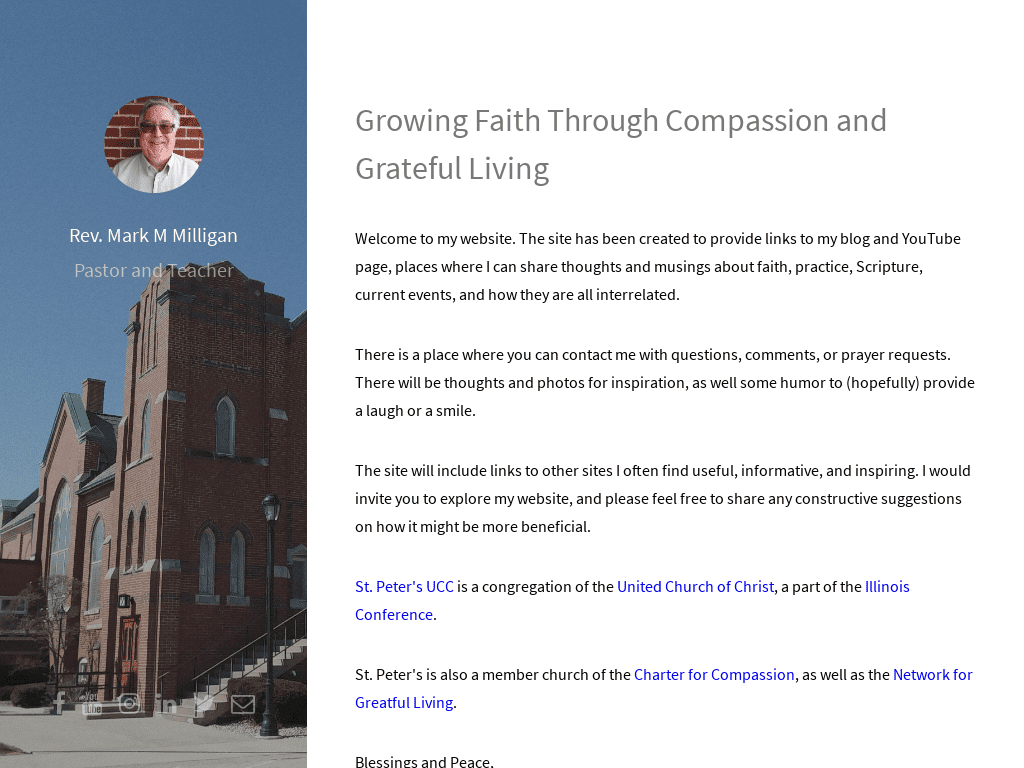 Rev. Mark M Milligan
Pastor and Teacher
You
Tube
Growing Faith Through Compassion and
Grateful Living
Welcome to my website. The site has been created to provide links to my blog and YouTube
page, places where I can share thoughts and musings about faith, practice, Scripture,
current events, and how they are all interrelated.
There is a place where you can contact me with questions, comments, or prayer requests.
There will be thoughts and photos for inspiration, as well some humor to (hopefully) provide
a laugh or a smile.
The site will include links to other sites I often find useful, informative, and inspiring. I would
invite you to explore my website, and please feel free to share any constructive suggestions
on how it might be more beneficial.
St. Peter's UCC is a congregation of the United Church of Christ, a part of the Illinois
Conference.
St. Peter's is also a member church of the Charter for Compassion, as well as the Network for
Greatful Living.
Blessings and Peace,